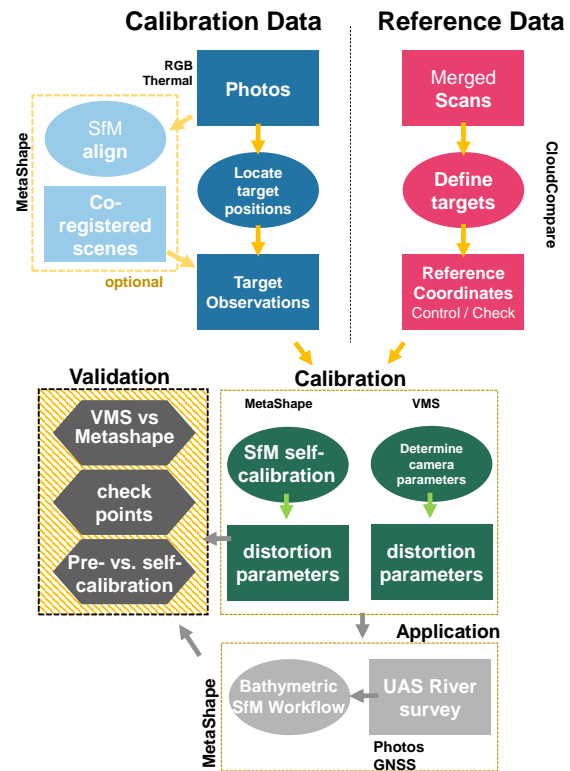 Calibration Data
Reference Data
RGB
Thermal
Photos
SfM
align
Co-
registered
scenes
MetaShape
optional
Locate
target
positions
Target
Observations
Merged
Scans
Define
targets
Reference
Coordinates
Control / Check
CloudCompare
Validation
VMS vs
Metashape
check
points
Pre- vs. self-
calibration
Calibration
MetaShape
VMS
SfM self-
calibration
Determine
camera
parameters
distortion
parameters
distortion
parameters
Application
MetaShape
Bathymetric
SfM Workflow
UAS River
survey
Photos
GNSS